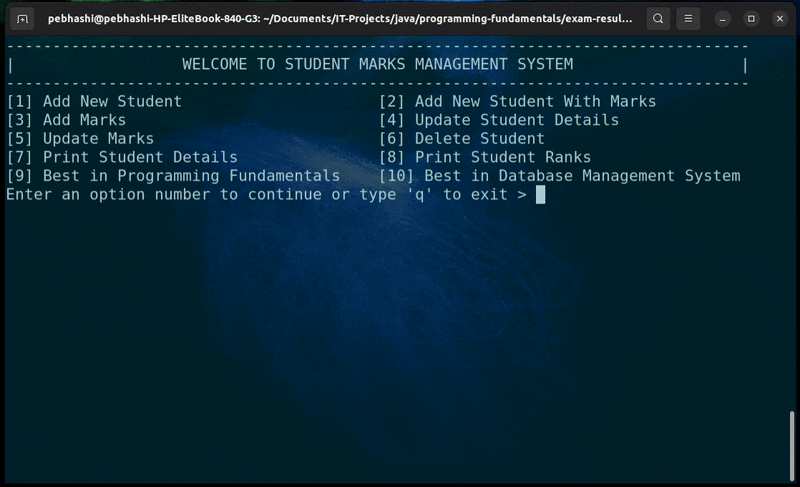 pebhashi@pebhashi-HP-EliteBook-840-G3: ~/Documents/IT-Projects/java/programming-fundamentals/exam-resul...
--------------------------------------------------------------------------------
| WELCOME TO STUDENT MARKS MANAGEMENT SYSTEM |
--------------------------------------------------------------------------------
[1] Add New Student [2] Add New Student With Marks
[3] Add Marks [4] Update Student Details
[5] Update Marks [6] Delete Student
[7] Print Student Details [8] Print Student Ranks
[9] Best in Programming Fundamentals [10] Best in Database Management System
Enter an option number to continue or type 'q' to exit >